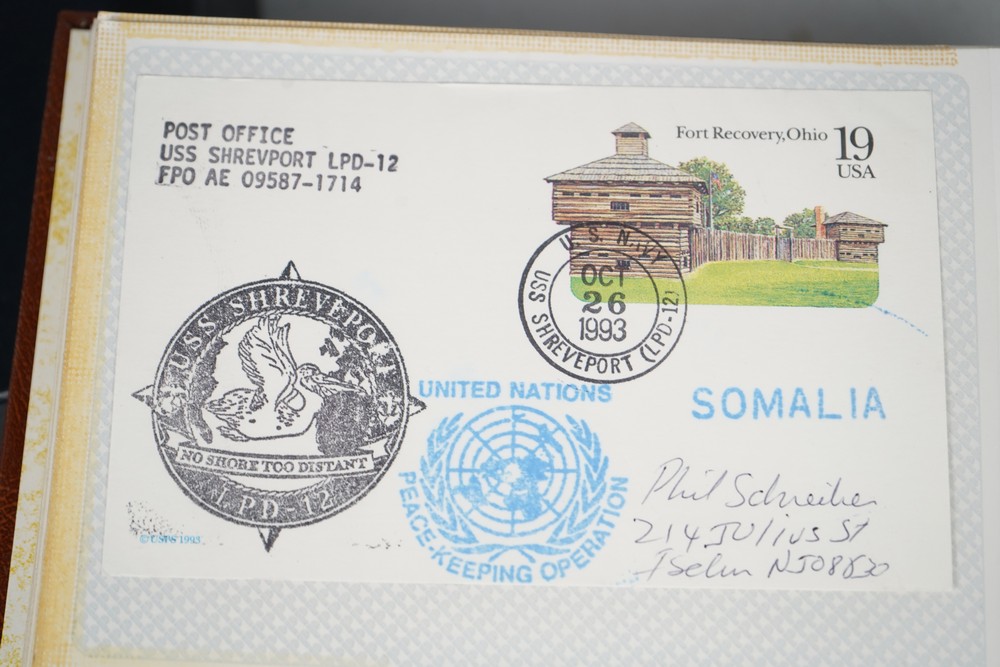 POST OFFICE
USS SHREVPORT LPD-12
FPO AE 09587-1714
Fort Recovery, Ohio 19
USA
U.S. NAVY
OCT
26
1993
USS SHREVEPORT (LPD-12)
USS SHREVEPORT
NO SHORE TOO DISTANT
LPD-12
UNITED NATIONS
PEACE-KEEPING OPERATION
SOMALIA
Phil Schreiber
214 Julius St
Iselin NJ 08830
© USPS 1993